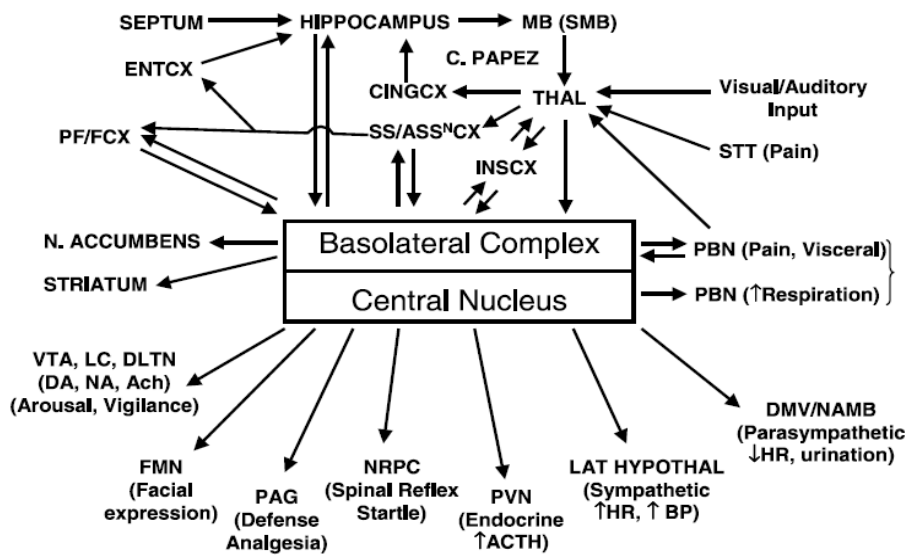 SEPTUM
HIPPOCAMPUS
MB (SMB)
C. PAPEZ
ENTCX
CINGCX
THAL
Visual/Auditory
Input
PF/FCX
SS/ASSᴺCX
STT (Pain)
INSCX
N. ACCUMBENS
Basolateral Complex
PBN (Pain, Visceral)
STRIATUM
Central Nucleus
PBN (↑Respiration)
VTA, LC, DLTN
(DA, NA, Ach)
(Arousal, Vigilance)
FMN
(Facial
expression)
PAG
(Defense
Analgesia)
NRPC
(Spinal Reflex
Startle)
PVN
(Endocrine
↑ACTH)
LAT HYPOTHAL
(Sympathetic
↑HR, ↑ BP)
DMV/NAMB
(Parasympathetic
↓HR, urination)